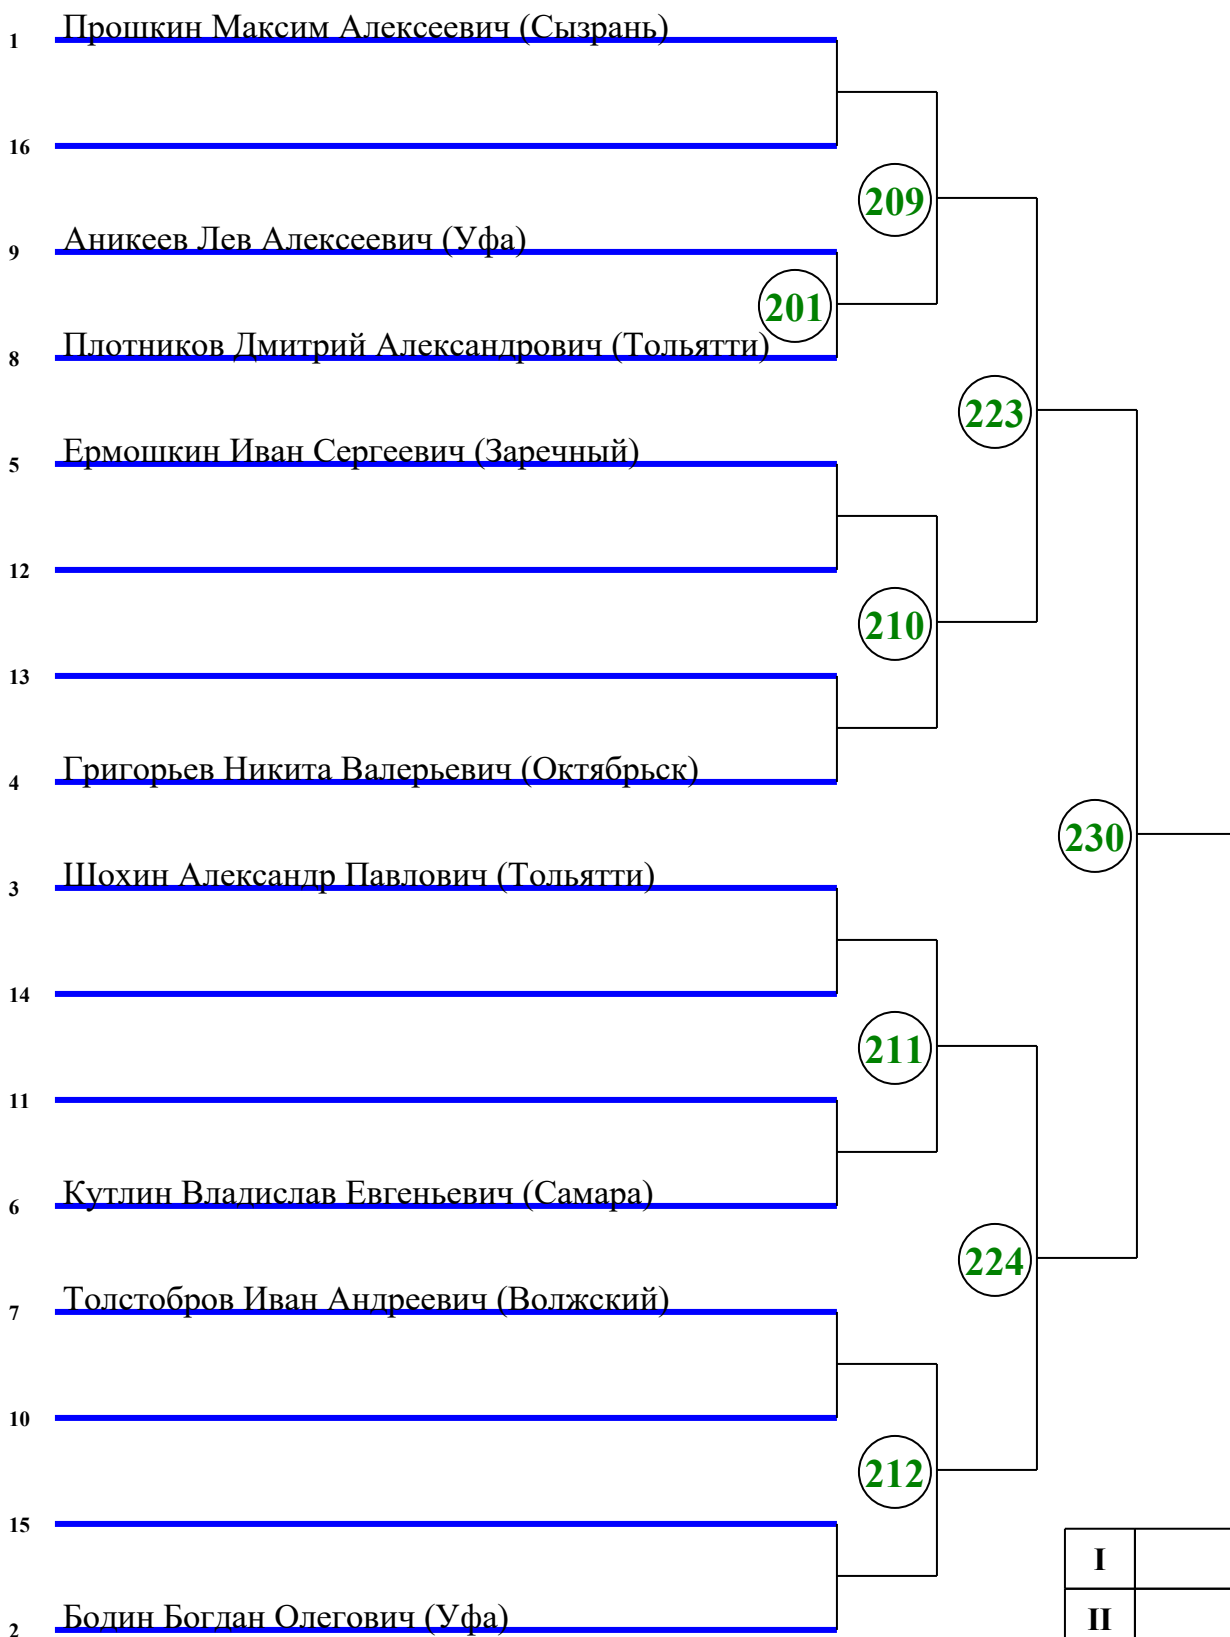 1 Прошкин Максим Алексеевич (Сызрань)
16
209
9 Аникеев Лев Алексеевич (Уфа)
201
8 Плотников Дмитрий Александрович (Тольятти)
223
5 Ермошкин Иван Сергеевич (Заречный)
12
210
13
4 Григорьев Никита Валерьевич (Октябрьск)
230
3 Шохин Александр Павлович (Тольятти)
14
211
11
6 Кутлин Владислав Евгеньевич (Самара)
224
7 Толстобров Иван Андреевич (Волжский)
10
212
15
I
2 Бодин Богдан Олегович (Уфа)
II